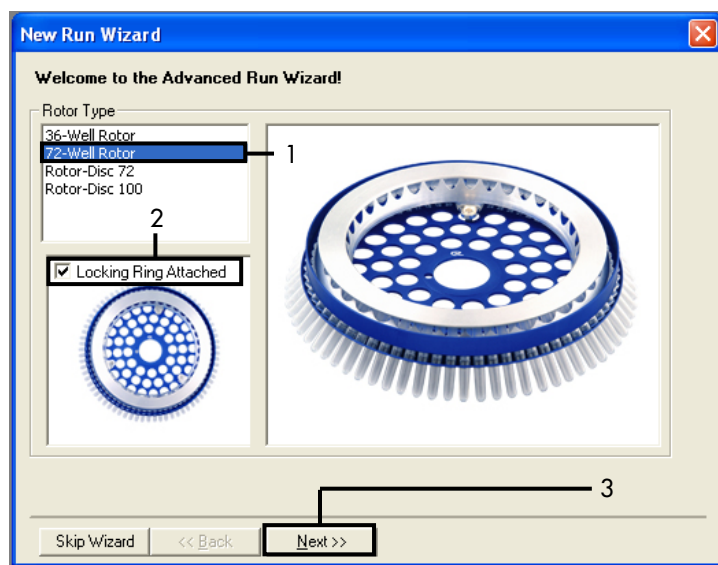 New Run Wizard
Welcome to the Advanced Run Wizard!
Rotor Type
36-Well Rotor
72-Well Rotor
1
Rotor-Disc 72
Rotor-Disc 100
2
Locking Ring Attached
3
Skip Wizard
<< Back
Next >>